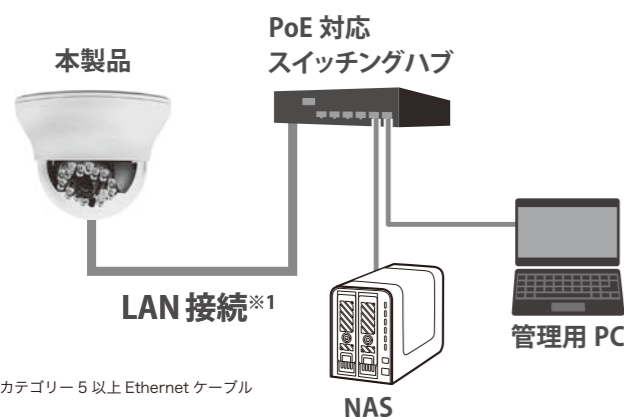 PoE 対応
スイッチングハブ
本製品
LAN 接続※1
管理用 PC
カテゴリー 5 以上 Ethernet ケーブル
NAS